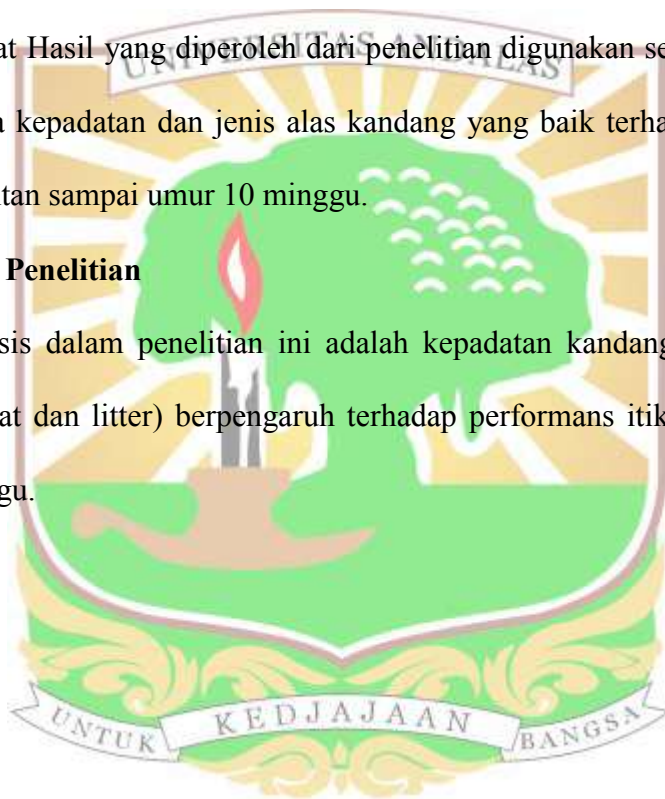 at Hasil yang diperoleh dari penelitian digunakan se
UNIVERSITAS ANDALAS
a kepadatan dan jenis alas kandang yang baik terha
tan sampai umur 10 minggu.
Penelitian
sis dalam penelitian ini adalah kepadatan kandang
at dan litter) berpengaruh terhadap performans itik
gu.
UNTUK KEDJAJAAN BANGSA